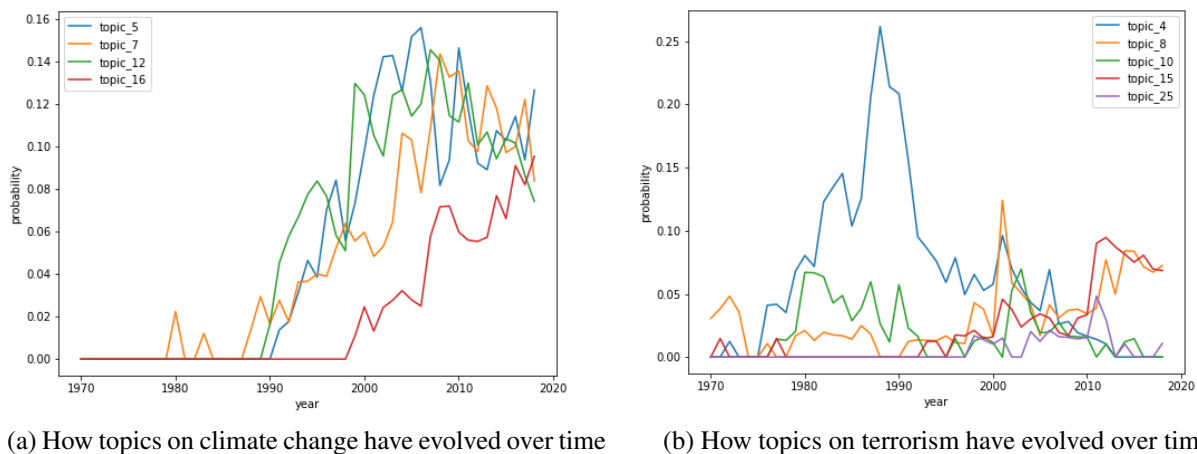 0.16
0.14
0.12
0.10
0.08
0.06
0.04
0.02
0.00
probability
topic_5
topic_7
topic_12
topic_16
1970 1980 1990 2000 2010 2020
year
(a) How topics on climate change have evolved over time
0.25
0.20
0.15
0.10
0.05
0.00
probability
topic_4
topic_8
topic_10
topic_15
topic_25
1970 1980 1990 2000 2010 2020
year
(b) How topics on terrorism have evolved over tim